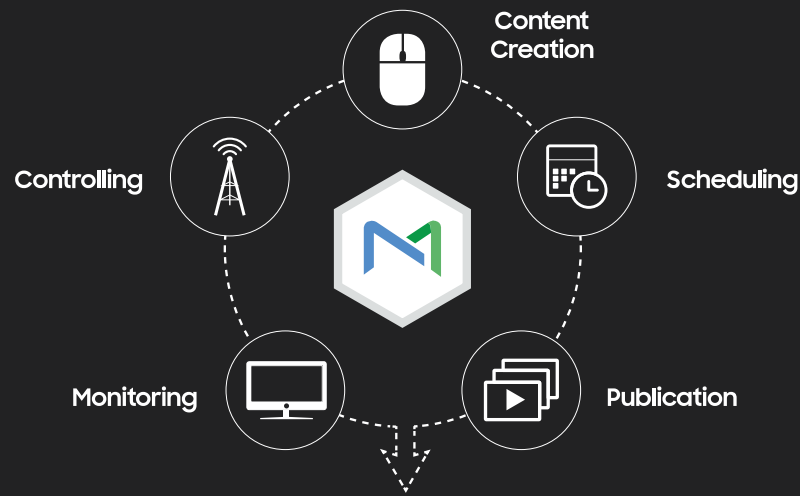 Content
Creation
Controlling
Scheduling
Monitoring
Publication